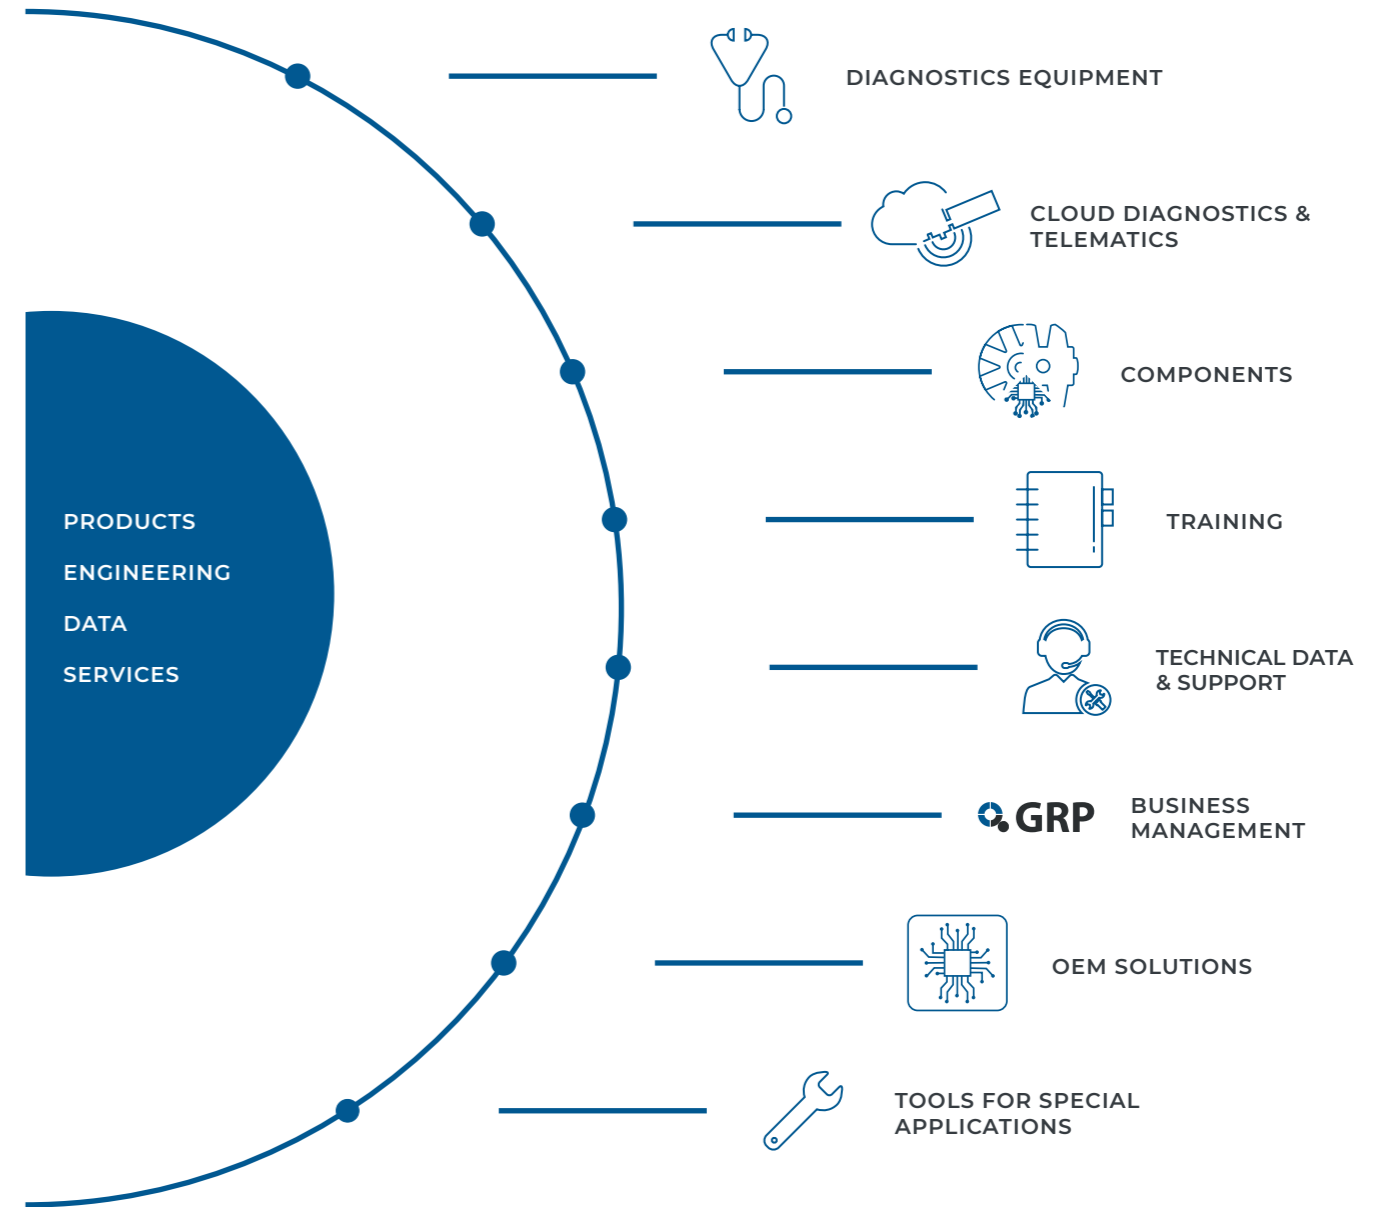 PRODUCTS
ENGINEERING
DATA
SERVICES
DIAGNOSTICS EQUIPMENT
CLOUD DIAGNOSTICS &
TELEMATICS
COMPONENTS
TRAINING
TECHNICAL DATA
& SUPPORT
GRP
BUSINESS
MANAGEMENT
OEM SOLUTIONS
TOOLS FOR SPECIAL
APPLICATIONS